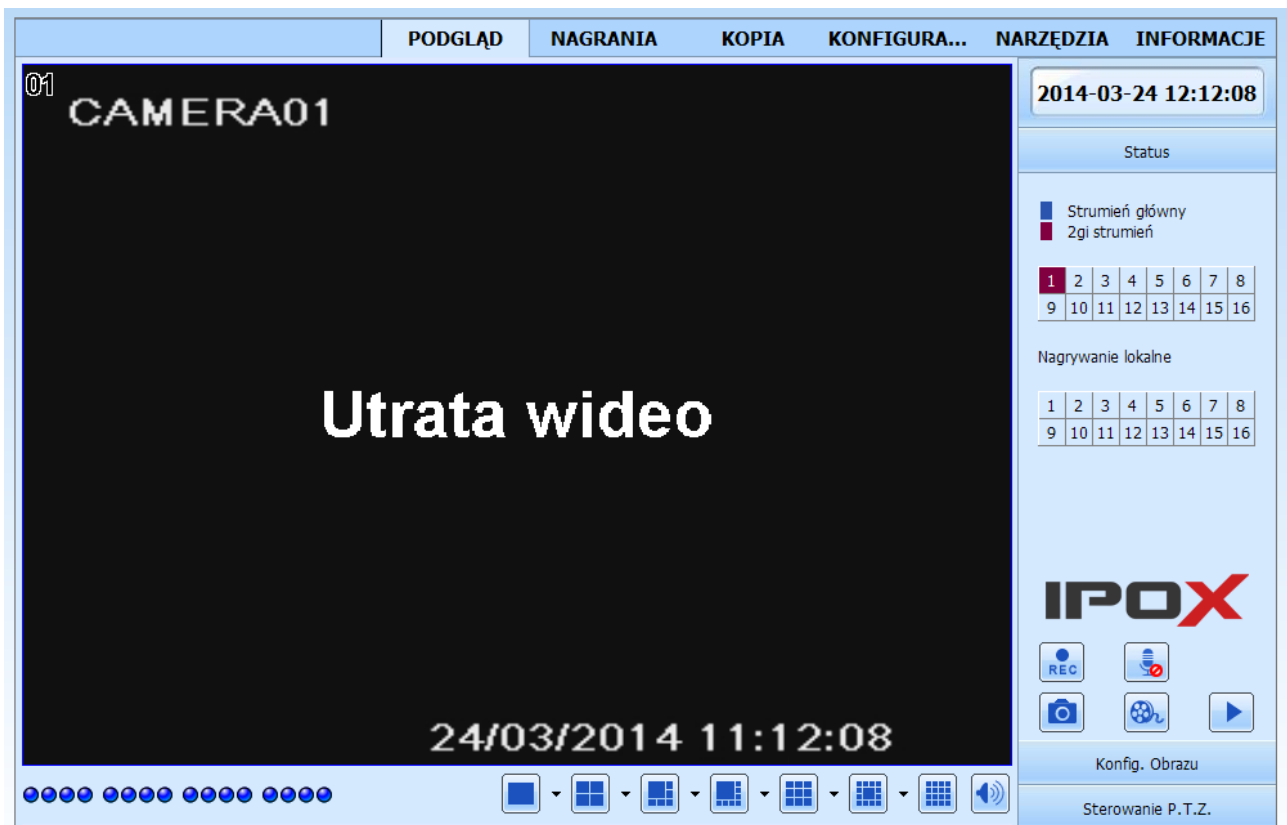 PODGLĄD NAGRANIA KOPIA KONFIGURA... NARZĘDZIA INFORMACJE
01
CAMERA01
Utrata wideo
24/03/2014 11:12:08
2014-03-24 12:12:08
Status
Strumień główny
2gi strumień
1 2 3 4 5 6 7 8
9 10 11 12 13 14 15 16
Nagrywanie lokalne
1 2 3 4 5 6 7 8
9 10 11 12 13 14 15 16
IPOX
REC
Konfig. Obrazu
Sterowanie P.T.Z.